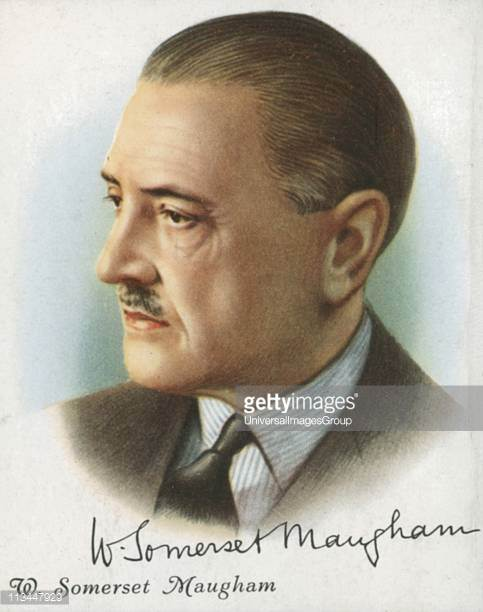 gettyimages
UniversalImagesGroup
W. Somerset Maugham
W. Somerset Maugham
113447929